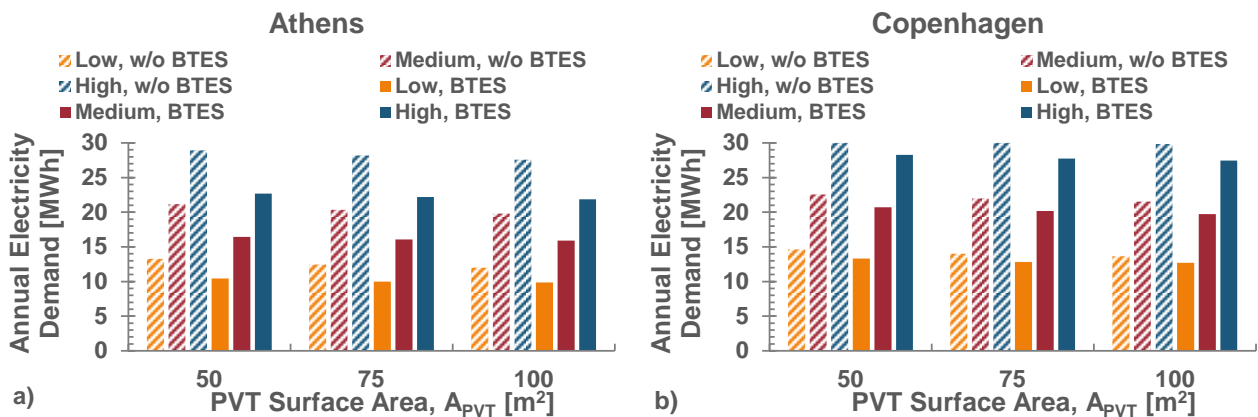 Athens
Low, w/o BTES Medium, w/o BTES
High, w/o BTES Low, BTES
Medium, BTES High, BTES
Annual Electricity
Demand [MWh]
30
25
20
15
10
5
0
50 75 100
PVT Surface Area, A_PVT [m²]
a)
Copenhagen
Low, w/o BTES Medium, w/o BTES
High, w/o BTES Low, BTES
Medium, BTES High, BTES
Annual Electricity
Demand [MWh]
30
25
20
15
10
5
0
50 75 100
PVT Surface Area, A_PVT [m²]
b)